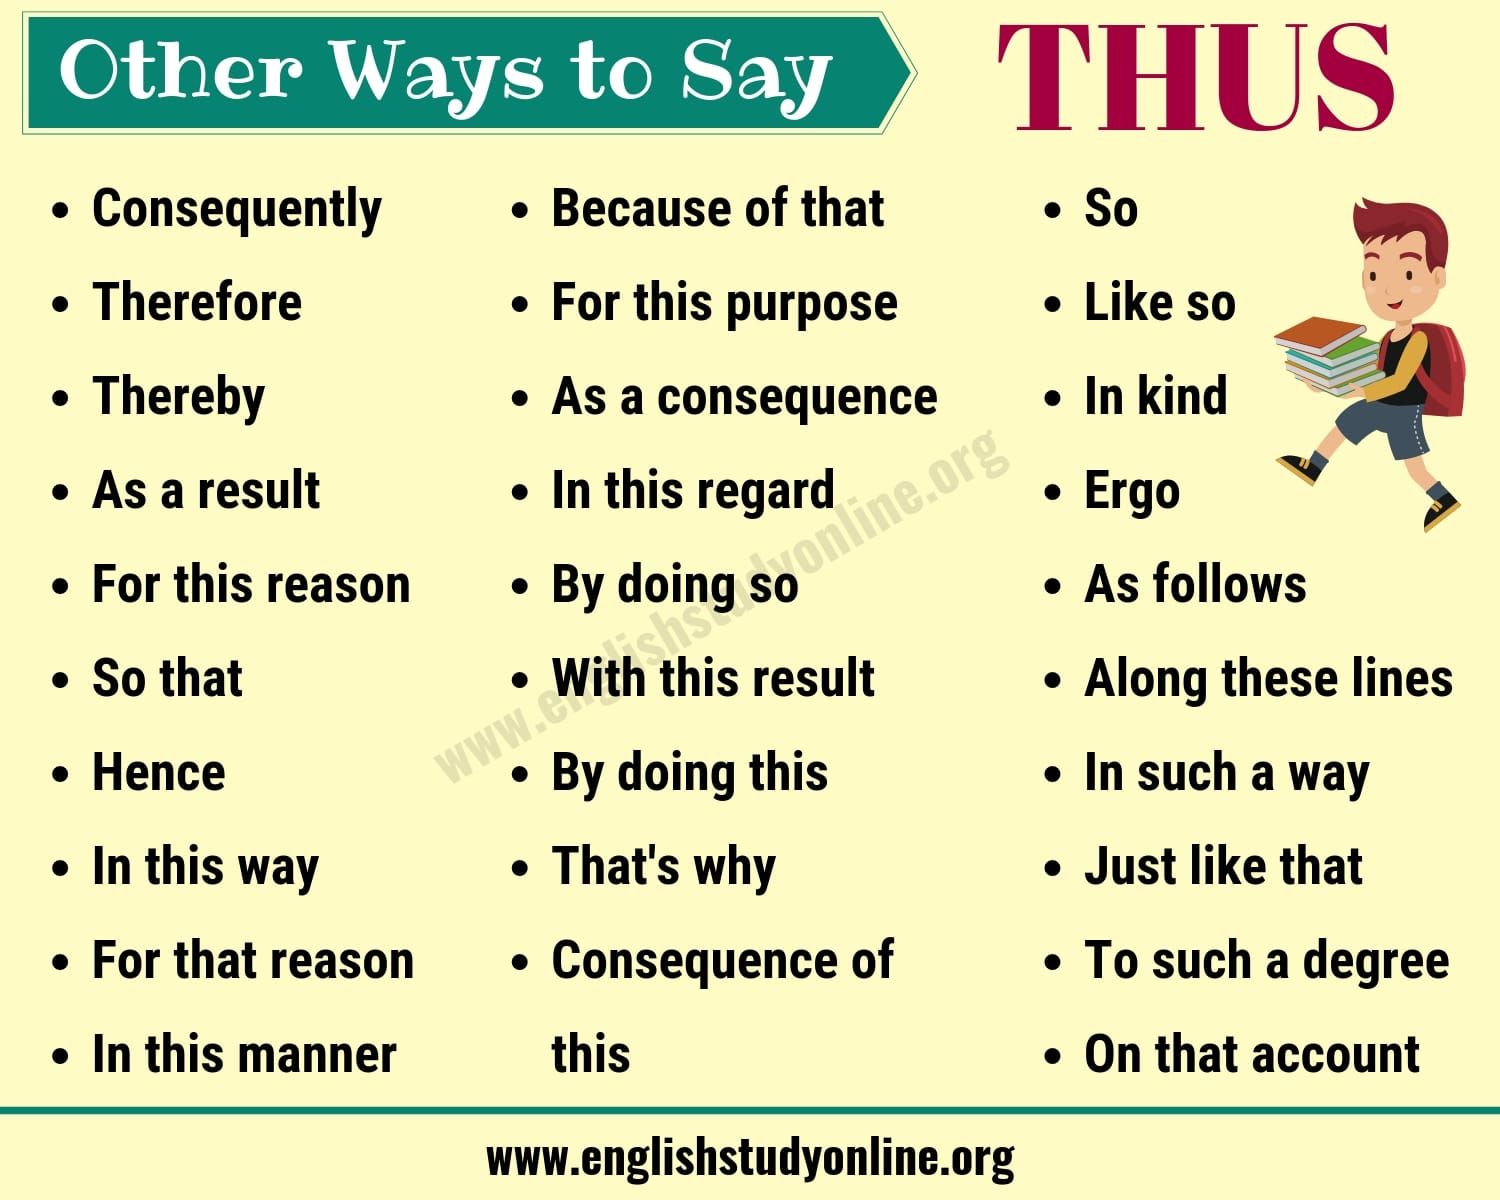 Other Ways to Say
THUS
• Consequently
• Therefore
• Thereby
• As a result
• For this reason
• So that
• Hence
• In this way
• For that reason
• In this manner
• Because of that
• For this purpose
• As a consequence
• In this regard
• By doing so
• With this result
• By doing this
• That's why
• Consequence of
this
• So
• Like so
• In kind
• Ergo
• As follows
• Along these lines
• In such a way
• Just like that
• To such a degree
• On that account
www.englishstudyonline.org
www.englishstudyonline.org